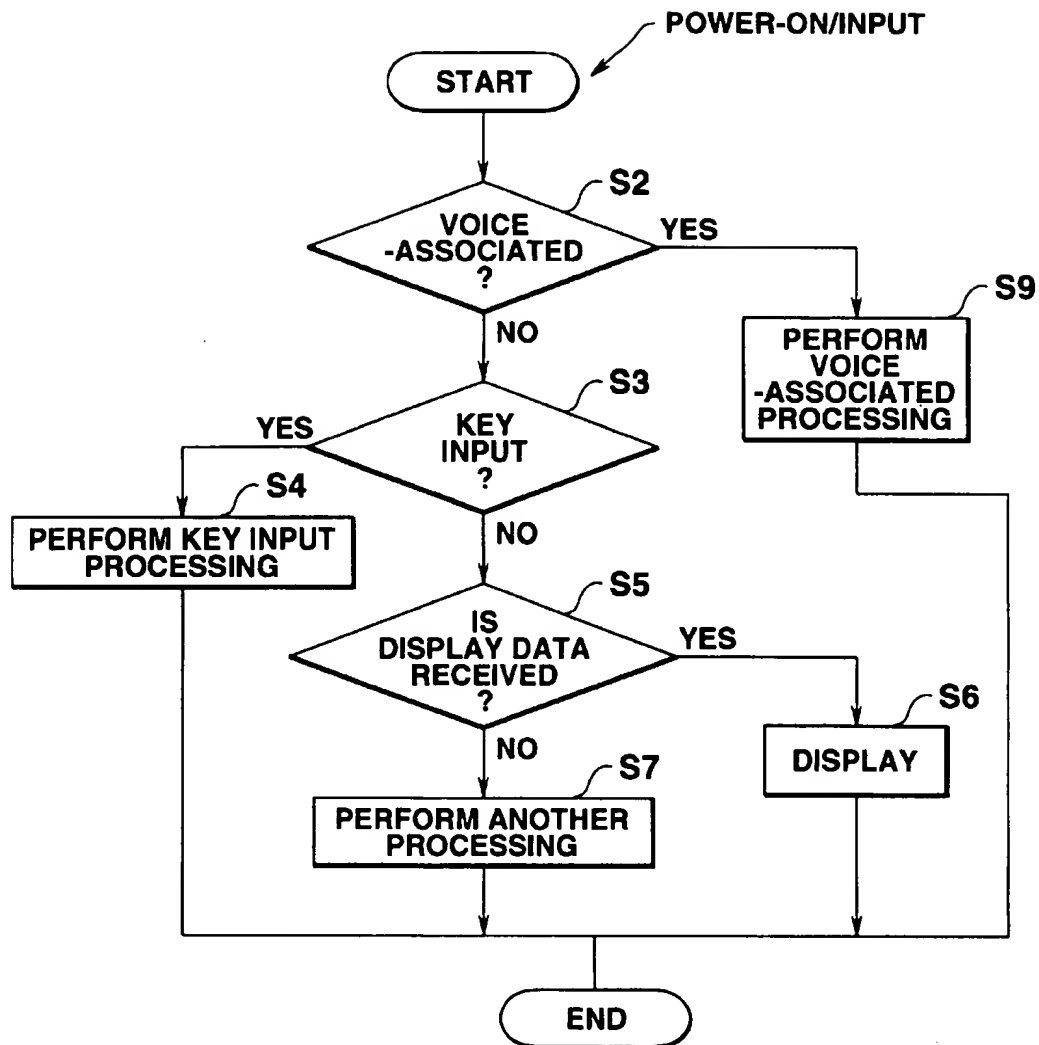 POWER-ON/INPUT
START
S2
VOICE
-ASSOCIATED
?
YES
NO
S9
PERFORM
VOICE
-ASSOCIATED
PROCESSING
S3
KEY
INPUT
?
YES
NO
S4
PERFORM KEY INPUT
PROCESSING
S5
IS
DISPLAY DATA
RECEIVED
?
YES
NO
S6
DISPLAY
S7
PERFORM ANOTHER
PROCESSING
END